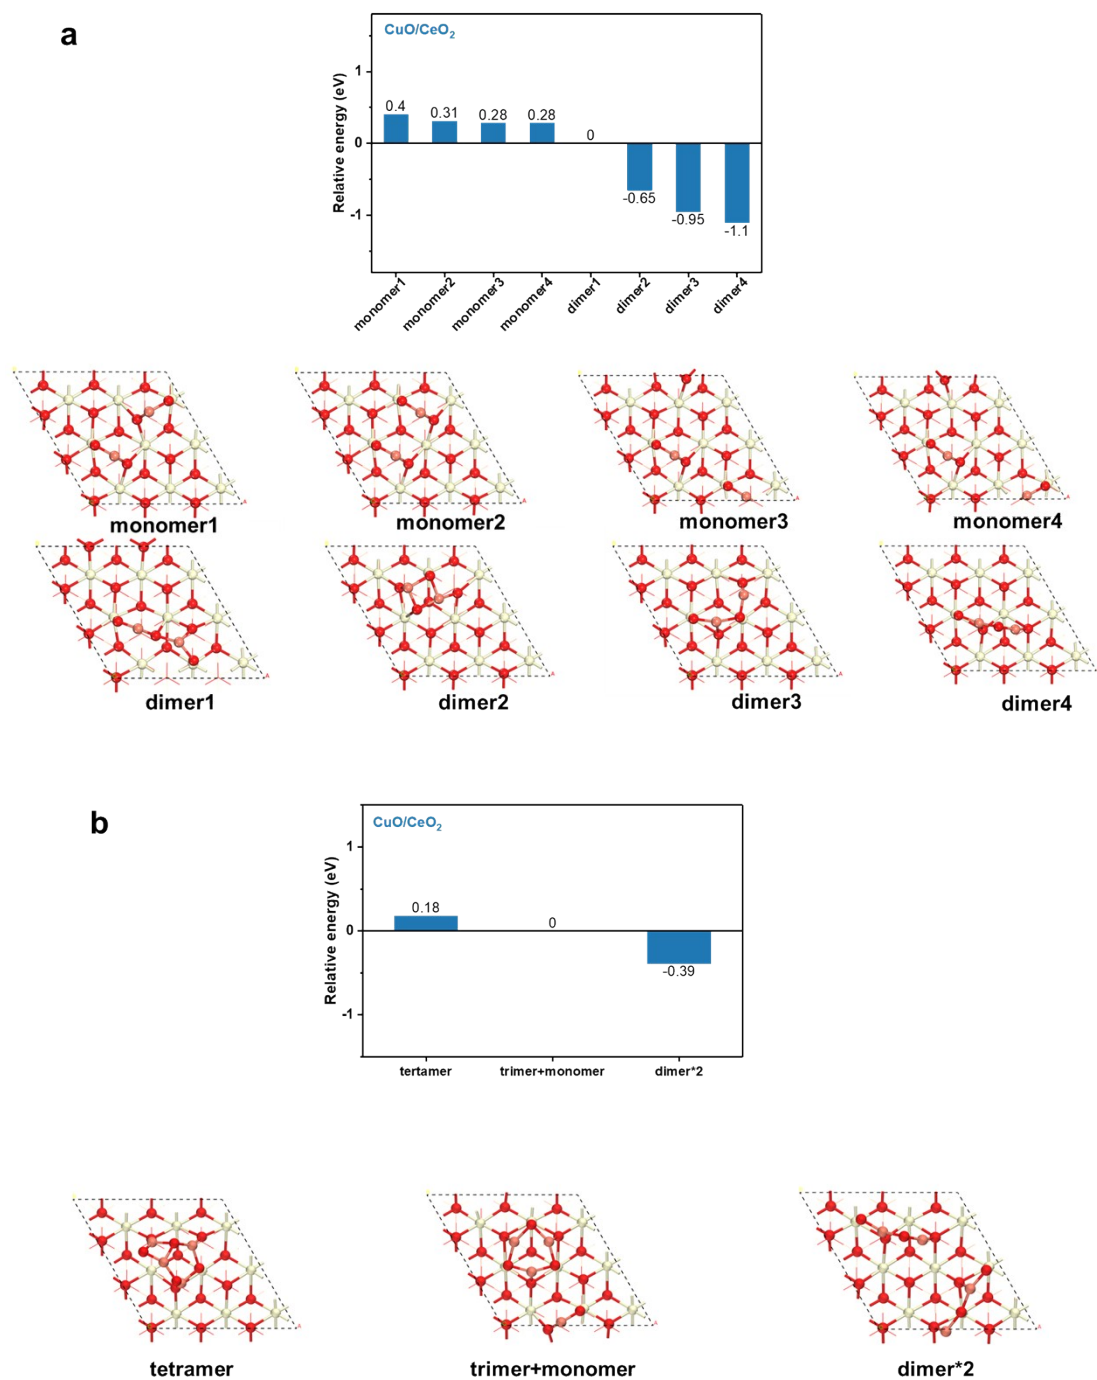 a
CuO/CeO₂
Relative energy (eV)
1
0
-1
0.4
0.31
0.28
0.28
0
-0.65
-0.95
-1.1
monomer1
monomer2
monomer3
monomer4
dimer1
dimer2
dimer3
dimer4
monomer1
monomer2
monomer3
monomer4
dimer1
dimer2
dimer3
dimer4
b
CuO/CeO₂
Relative energy (eV)
1
0
-1
0.18
0
-0.39
tertamer
trimer+monomer
dimer*2
tetramer
trimer+monomer
dimer*2